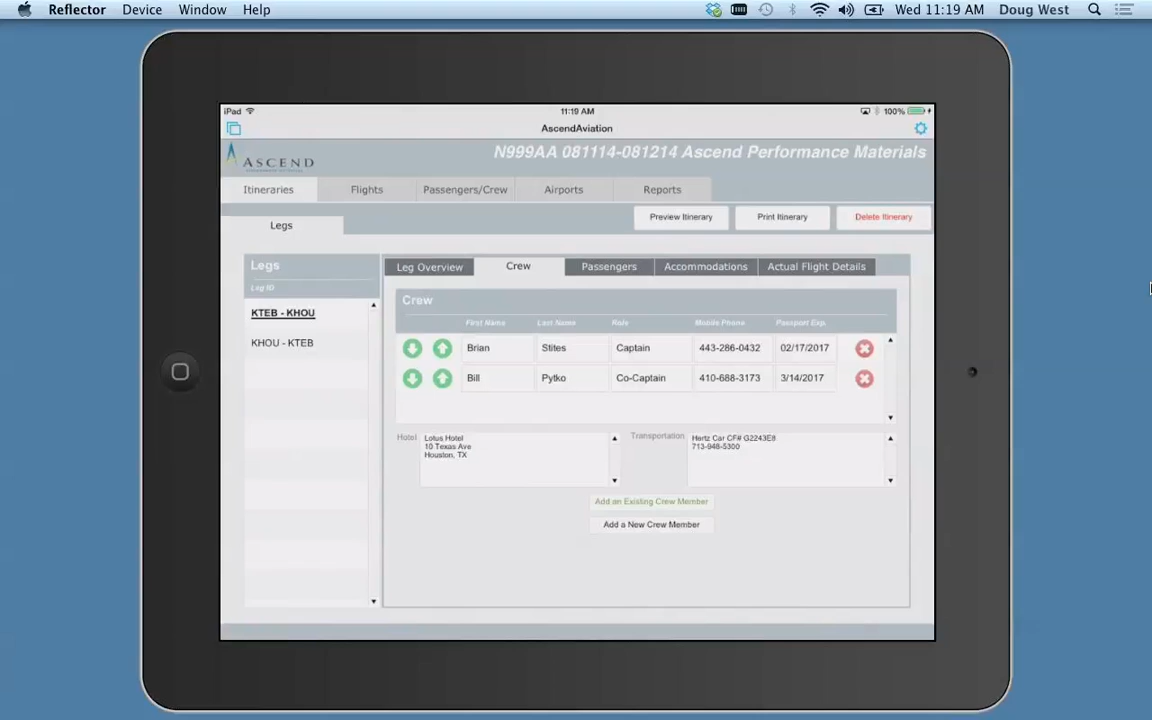 Reflector Device Window Help Wed 11:19 AM Doug West
iPad 11:19 AM 100%
AscendAviation
ASCEND N999AA 081114-081214 Ascend Performance Materials
Itineraries Flights Passengers/Crew Airports Reports
Preview Itinerary Print Itinerary Delete Itinerary
Legs
Legs
Leg ID
KTEB - KHOU
KHOU - KTEB
Leg Overview Crew Passengers Accommodations Actual Flight Details
Crew
First Name Last Name Role Mobile Phone Passport Exp.
Brian Stites Captain 443-286-0432 02/17/2017
Bill Pytko Co-Captain 410-688-3173 3/14/2017
Hotel Lotus Hotel
10 Texas Ave
Houston, TX
Transportation Hertz Car CF# G2243E8
713-948-5300
Add an Existing Crew Member
Add a New Crew Member